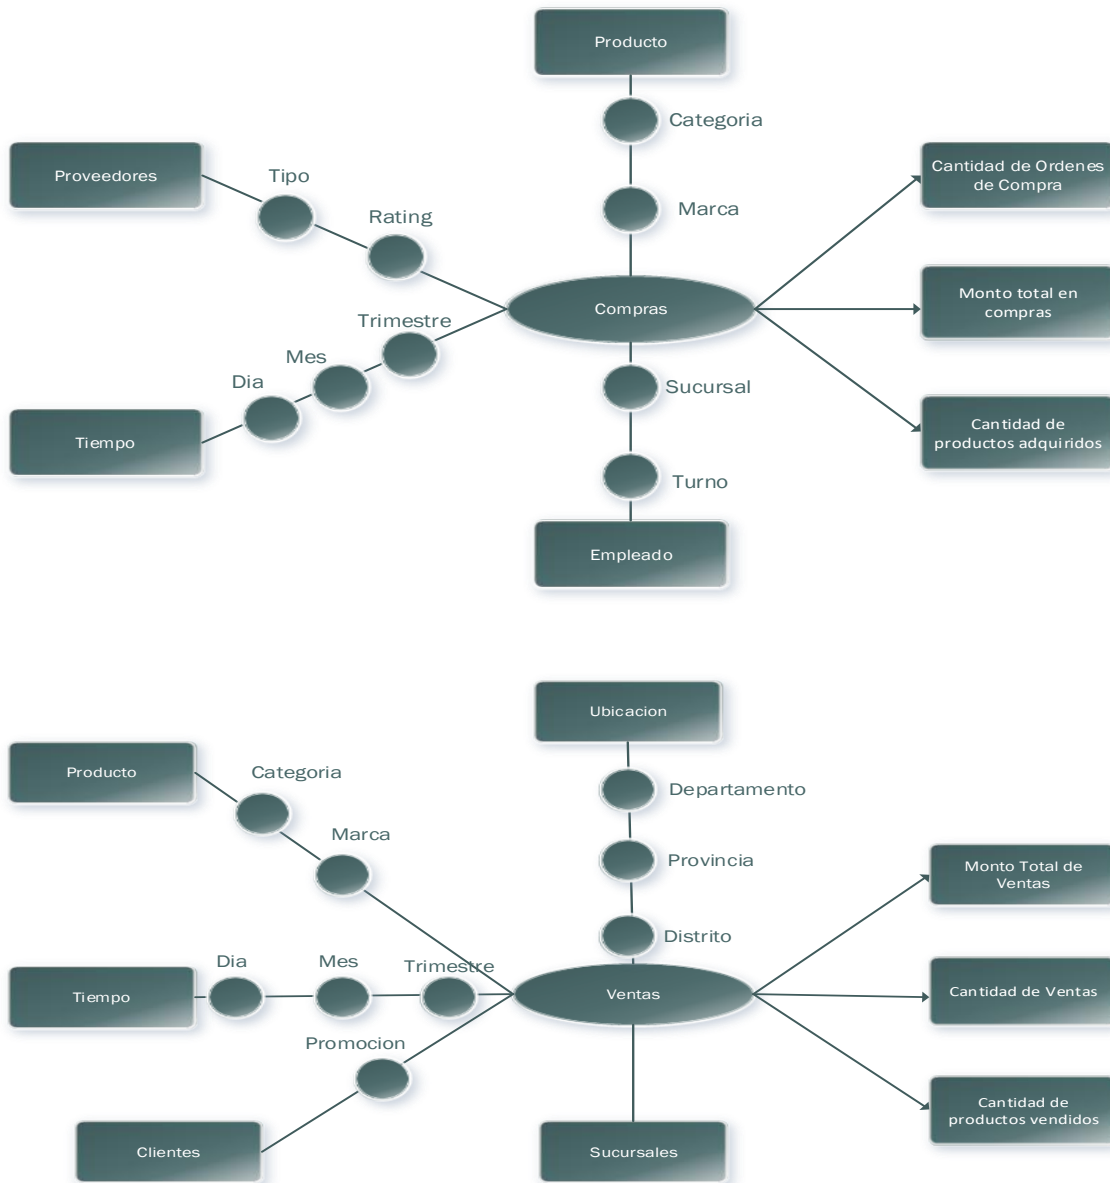 Producto
Categoria
Marca
Proveedores
Tipo
Rating
Trimestre
Mes
Dia
Tiempo
Compras
Sucursal
Turno
Empleado
Cantidad de Ordenes
de Compra
Monto total en
compras
Cantidad de
productos adquiridos
Ubicacion
Departamento
Provincia
Distrito
Producto
Categoria
Marca
Tiempo
Dia
Mes
Trimestre
Promocion
Clientes
Ventas
Sucursales
Monto Total de
Ventas
Cantidad de Ventas
Cantidad de
productos vendidos